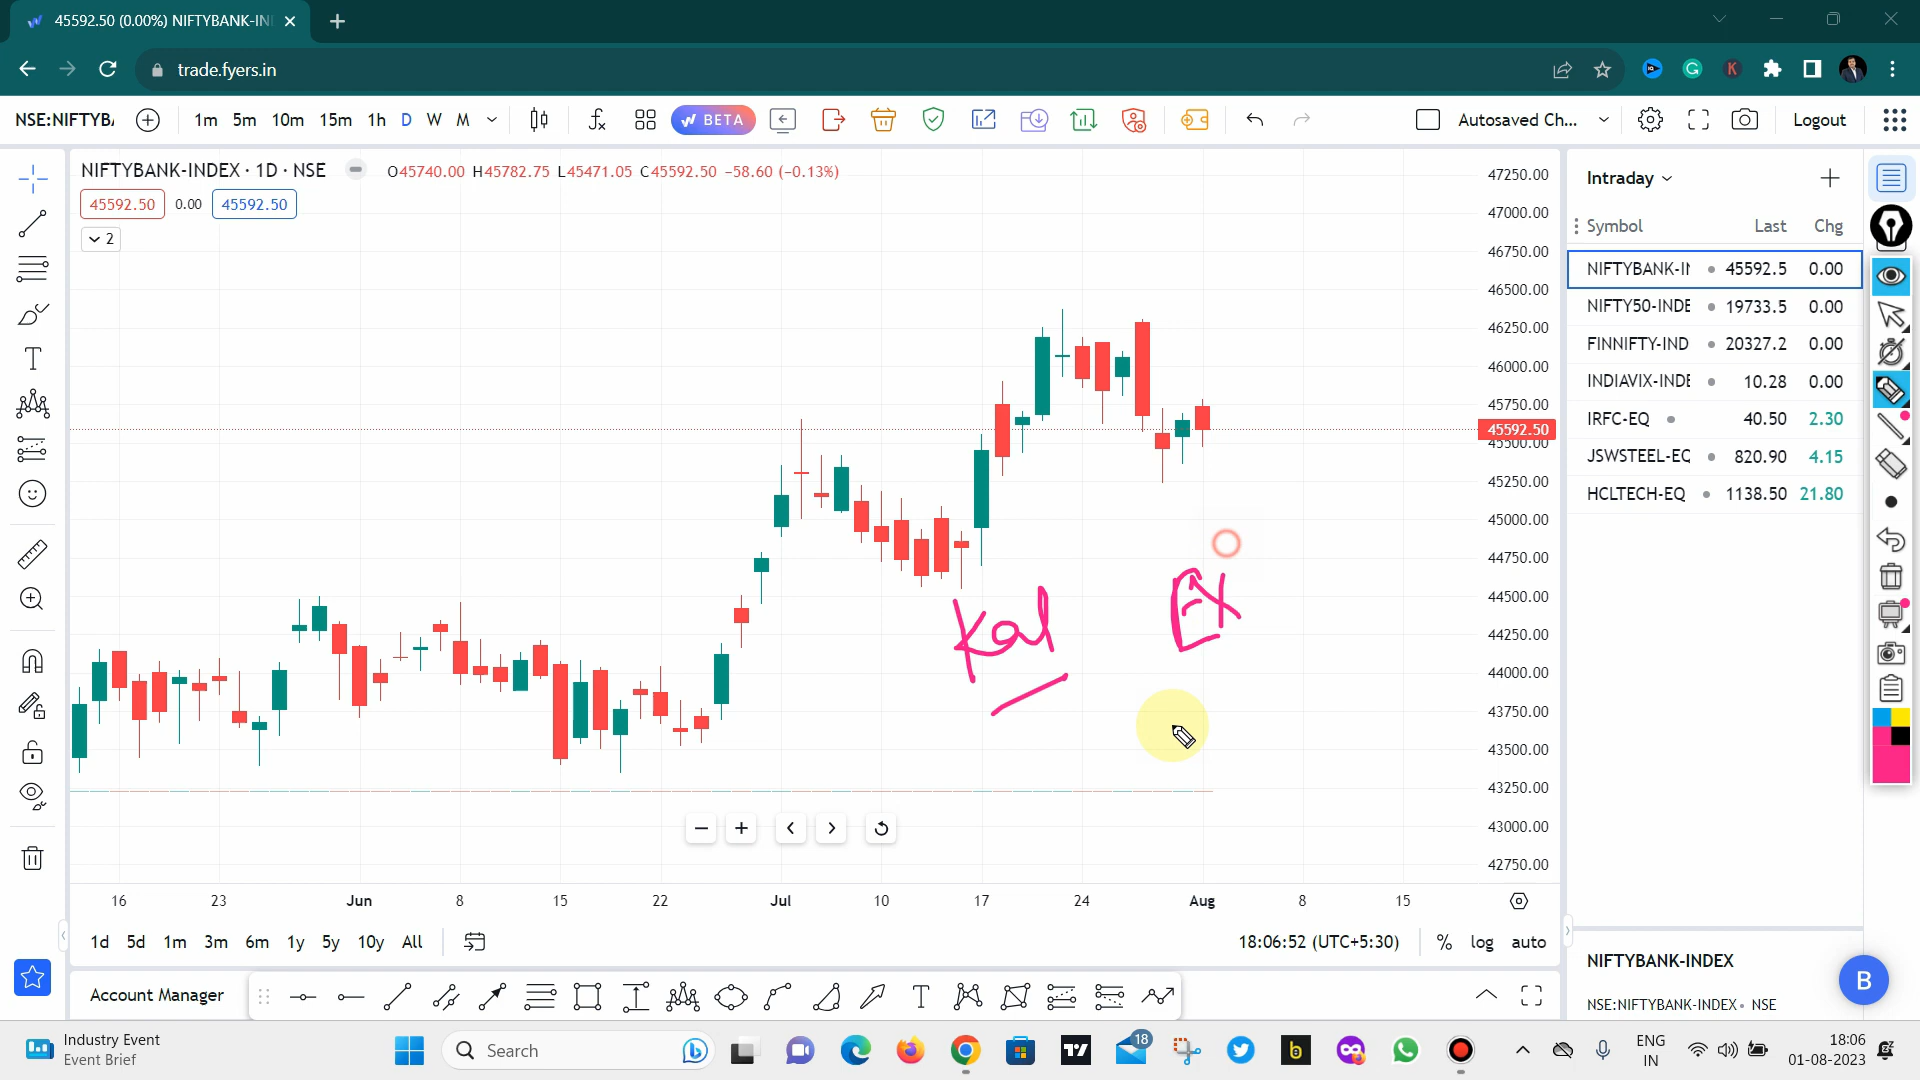 45592.50 (0.00%) NIFTYBANK-IN
trade.fyers.in
NSE:NIFTYB
1m 5m 10m 15m 1h D W M
BETA
Autosaved Ch...
Logout
NIFTYBANK-INDEX · 1D · NSE
O45740.00 H45782.75 L45471.05 C45592.50 −58.60 (−0.13%)
45592.50 0.00 45592.50
2
47250.00
47000.00
46750.00
46500.00
46250.00
46000.00
45750.00
45592.50
45500.00
45250.00
45000.00
44750.00
44500.00
44250.00
44000.00
43750.00
43500.00
43250.00
43000.00
42750.00
Kal
EX
16 23 Jun 8 15 22 Jul 10 17 24 Aug 8 15
1d 5d 1m 3m 6m 1y 5y 10y All
18:06:52 (UTC+5:30) % log auto
Account Manager
Intraday
Symbol Last Chg
NIFTYBANK-IN 45592.5 0.00
NIFTY50-INDE 19733.5 0.00
FINNIFTY-IND 20327.2 0.00
INDIAVIX-INDE 10.28 0.00
IRFC-EQ 40.50 2.30
JSWSTEEL-EQ 820.90 4.15
HCLTECH-EQ 1138.50 21.80
NIFTYBANK-INDEX
NSE:NIFTYBANK-INDEX • NSE
B
Industry Event
Event Brief
Search
18
ENG
IN
18:06
01-08-2023